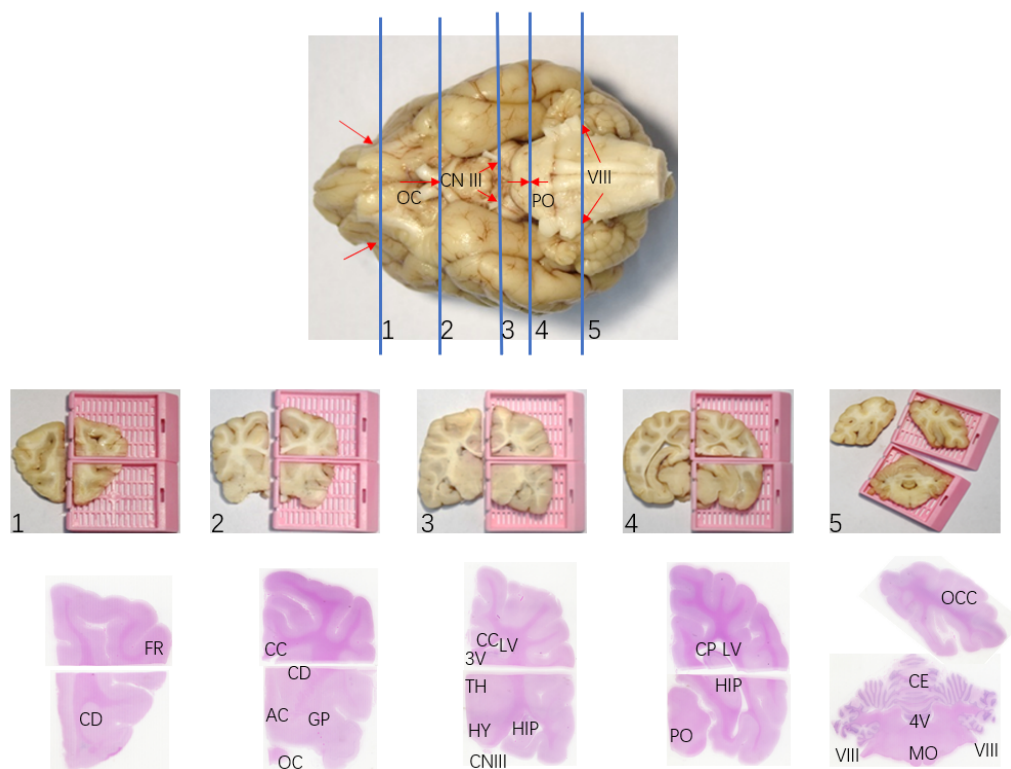 OC CN III PO VIII
1 2 3 4 5
1 2 3 4 5
FR
CD
CC
CD
AC GP
OC
CC LV
3V
TH
HY HIP
CNIII
CP LV
HIP
PO
OCC
CE
4V
VIII MO VIII